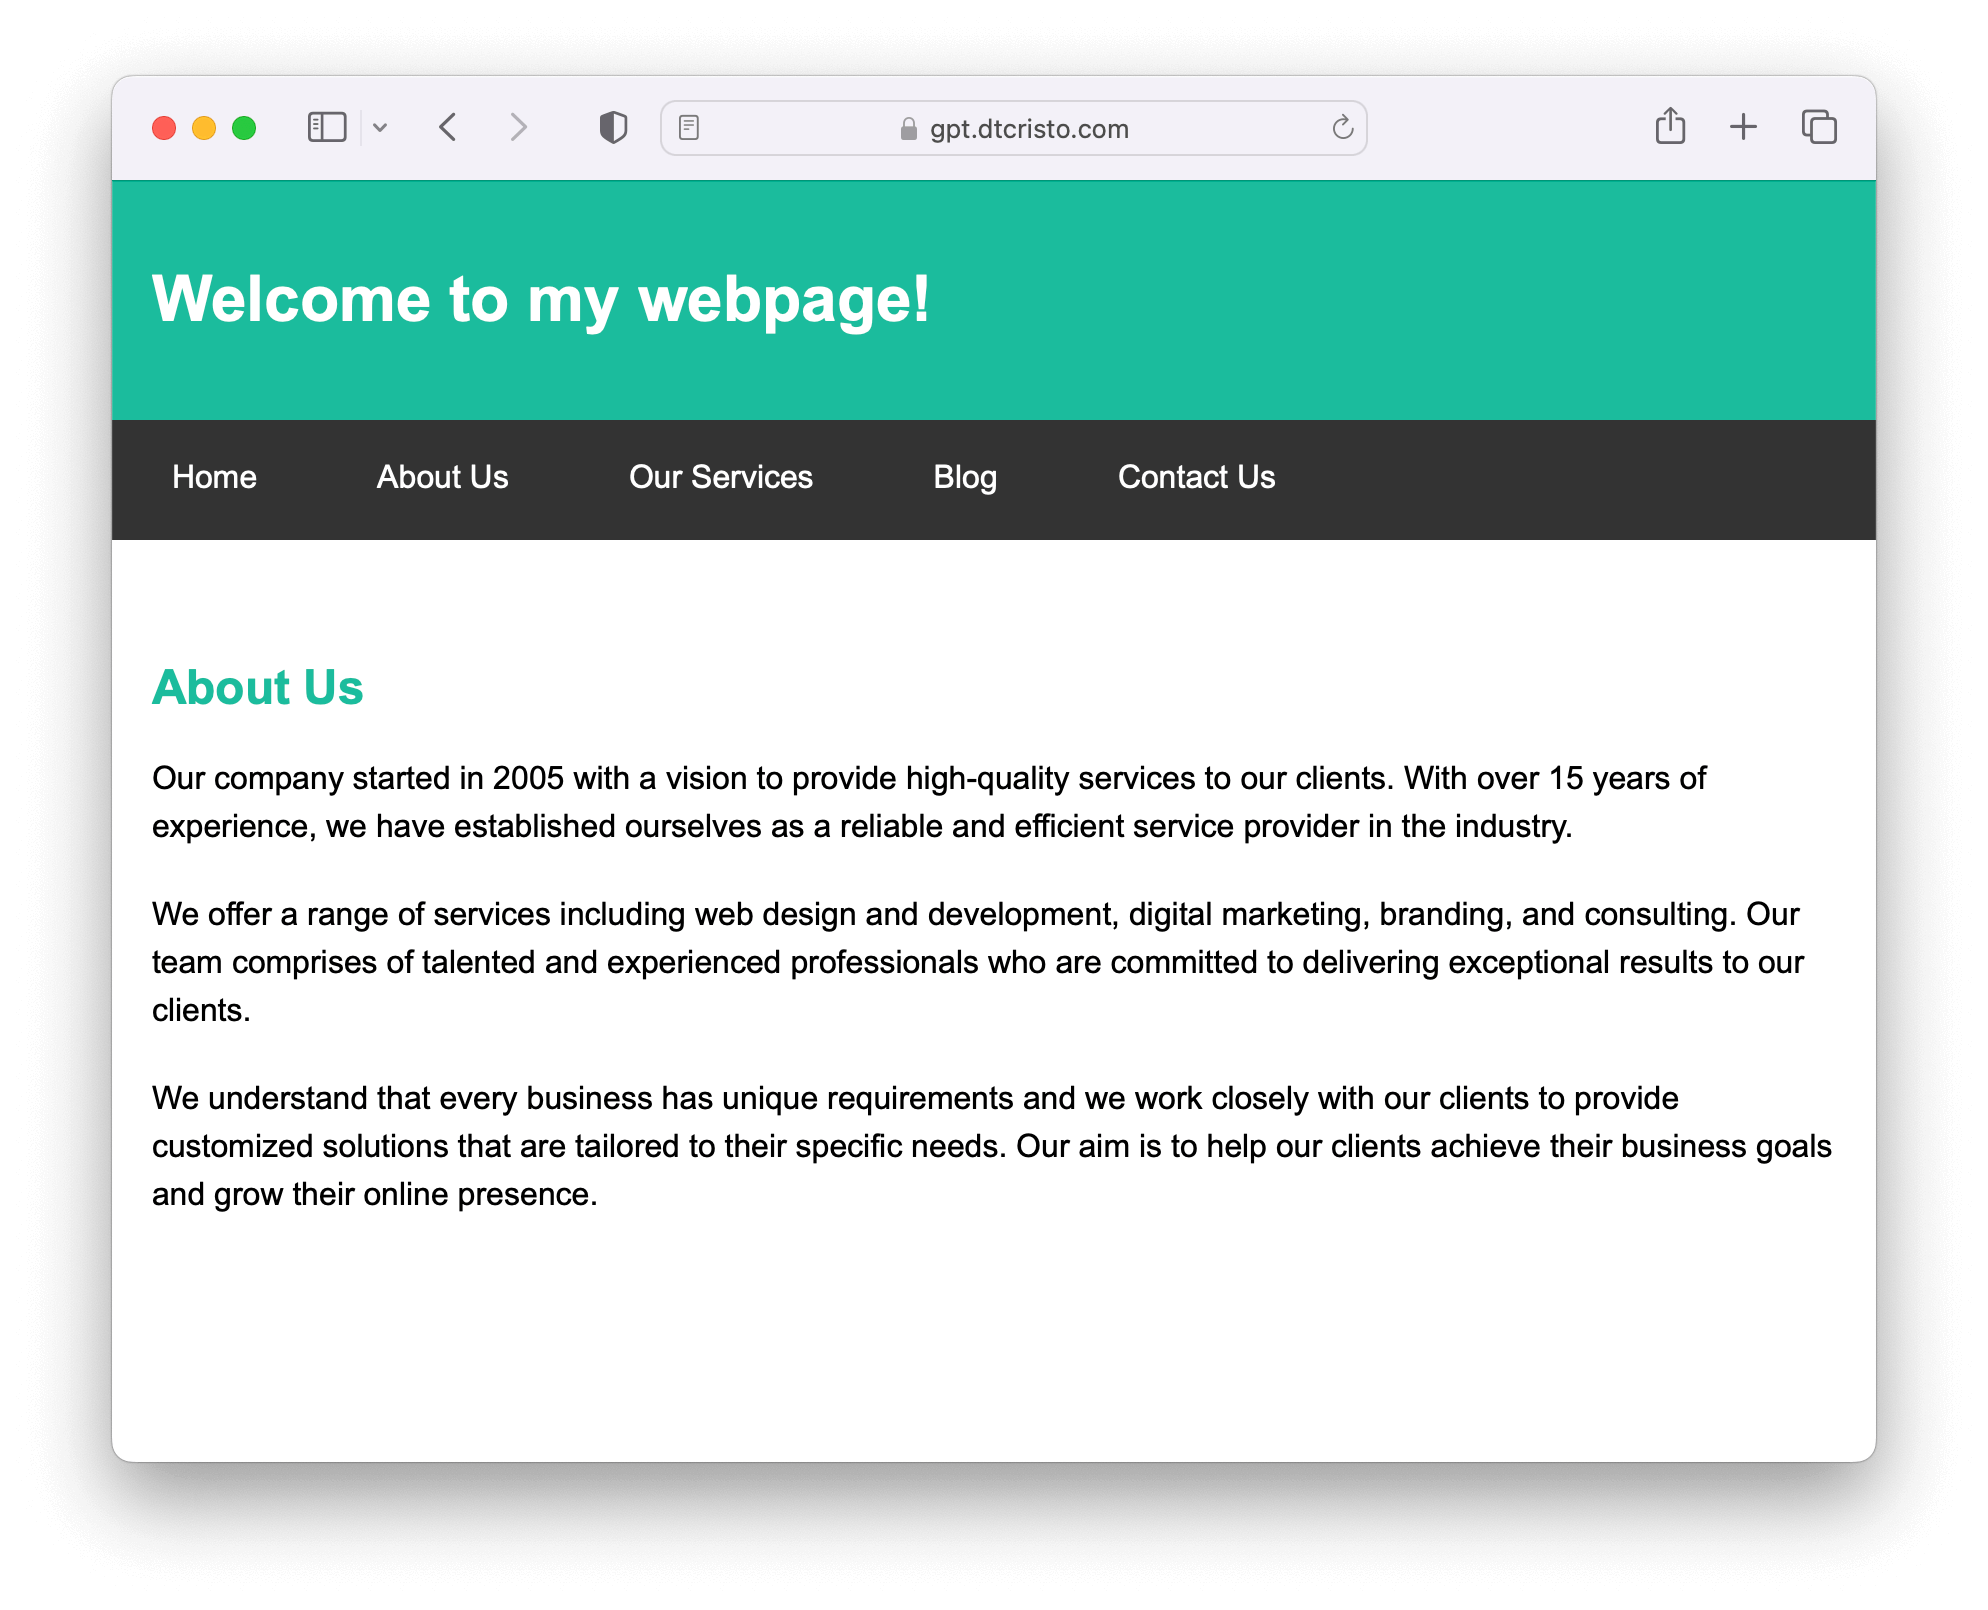 gpt.dtcristo.com
Welcome to my webpage!
Home About Us Our Services Blog Contact Us
About Us
Our company started in 2005 with a vision to provide high-quality services to our clients. With over 15 years of
experience, we have established ourselves as a reliable and efficient service provider in the industry.
We offer a range of services including web design and development, digital marketing, branding, and consulting. Our
team comprises of talented and experienced professionals who are committed to delivering exceptional results to our
clients.
We understand that every business has unique requirements and we work closely with our clients to provide
customized solutions that are tailored to their specific needs. Our aim is to help our clients achieve their business goals
and grow their online presence.